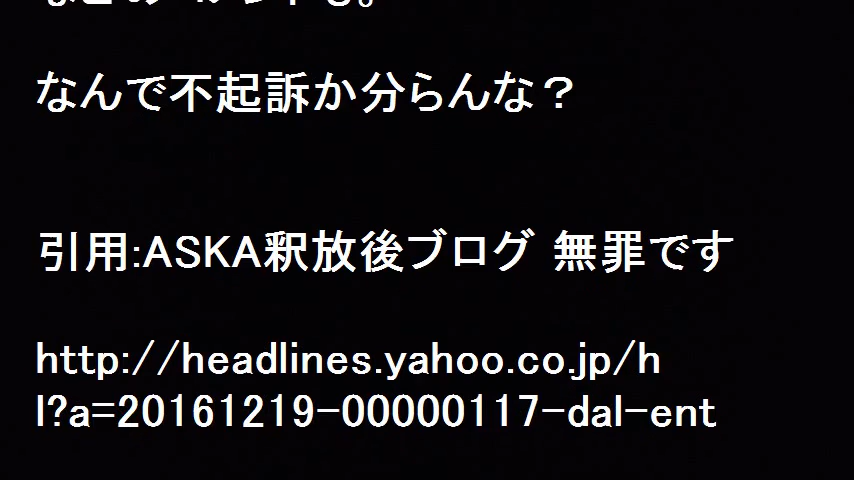 なんで不起訴か分らんな？
引用:ASKA釈放後ブログ 無罪です
http://headlines.yahoo.co.jp/h
l?a=20161219-00000117-dal-ent